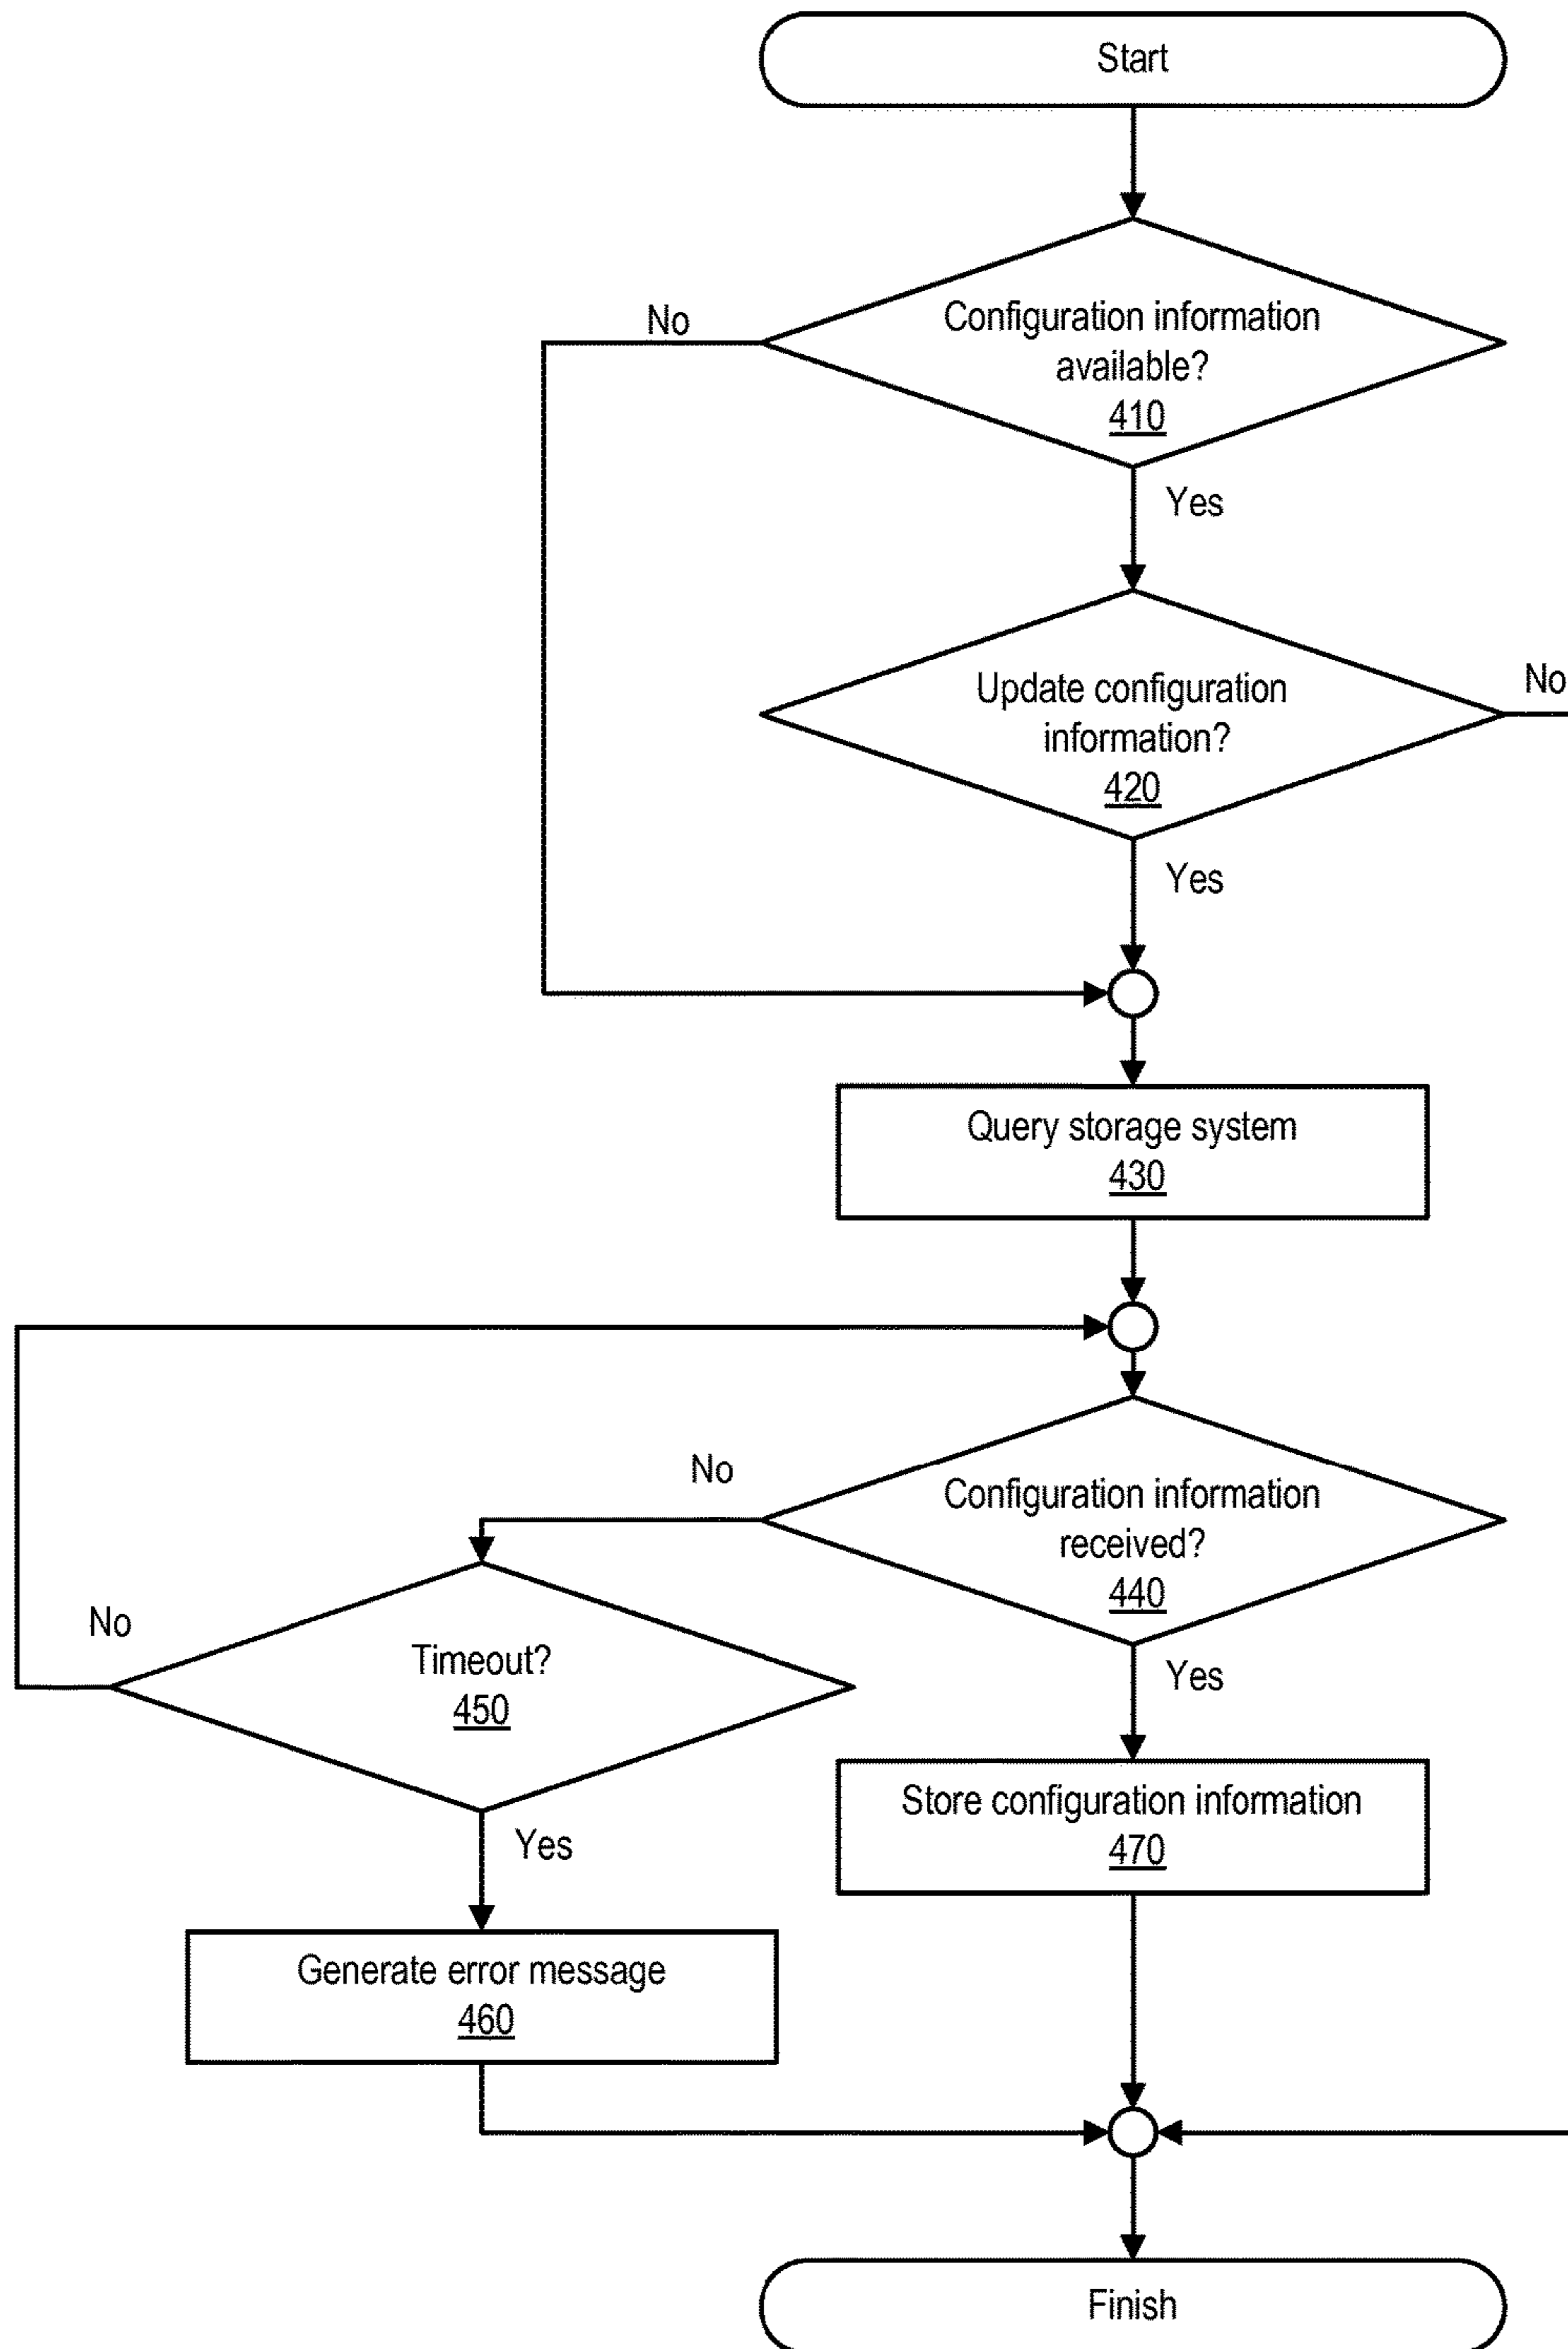 Start
No
Configuration information
available?
410
Yes
Update configuration
information?
420
No
Yes
Query storage system
430
No
Configuration information
received?
440
No
Timeout?
450
Yes
Store configuration information
470
Yes
Generate error message
460
Finish